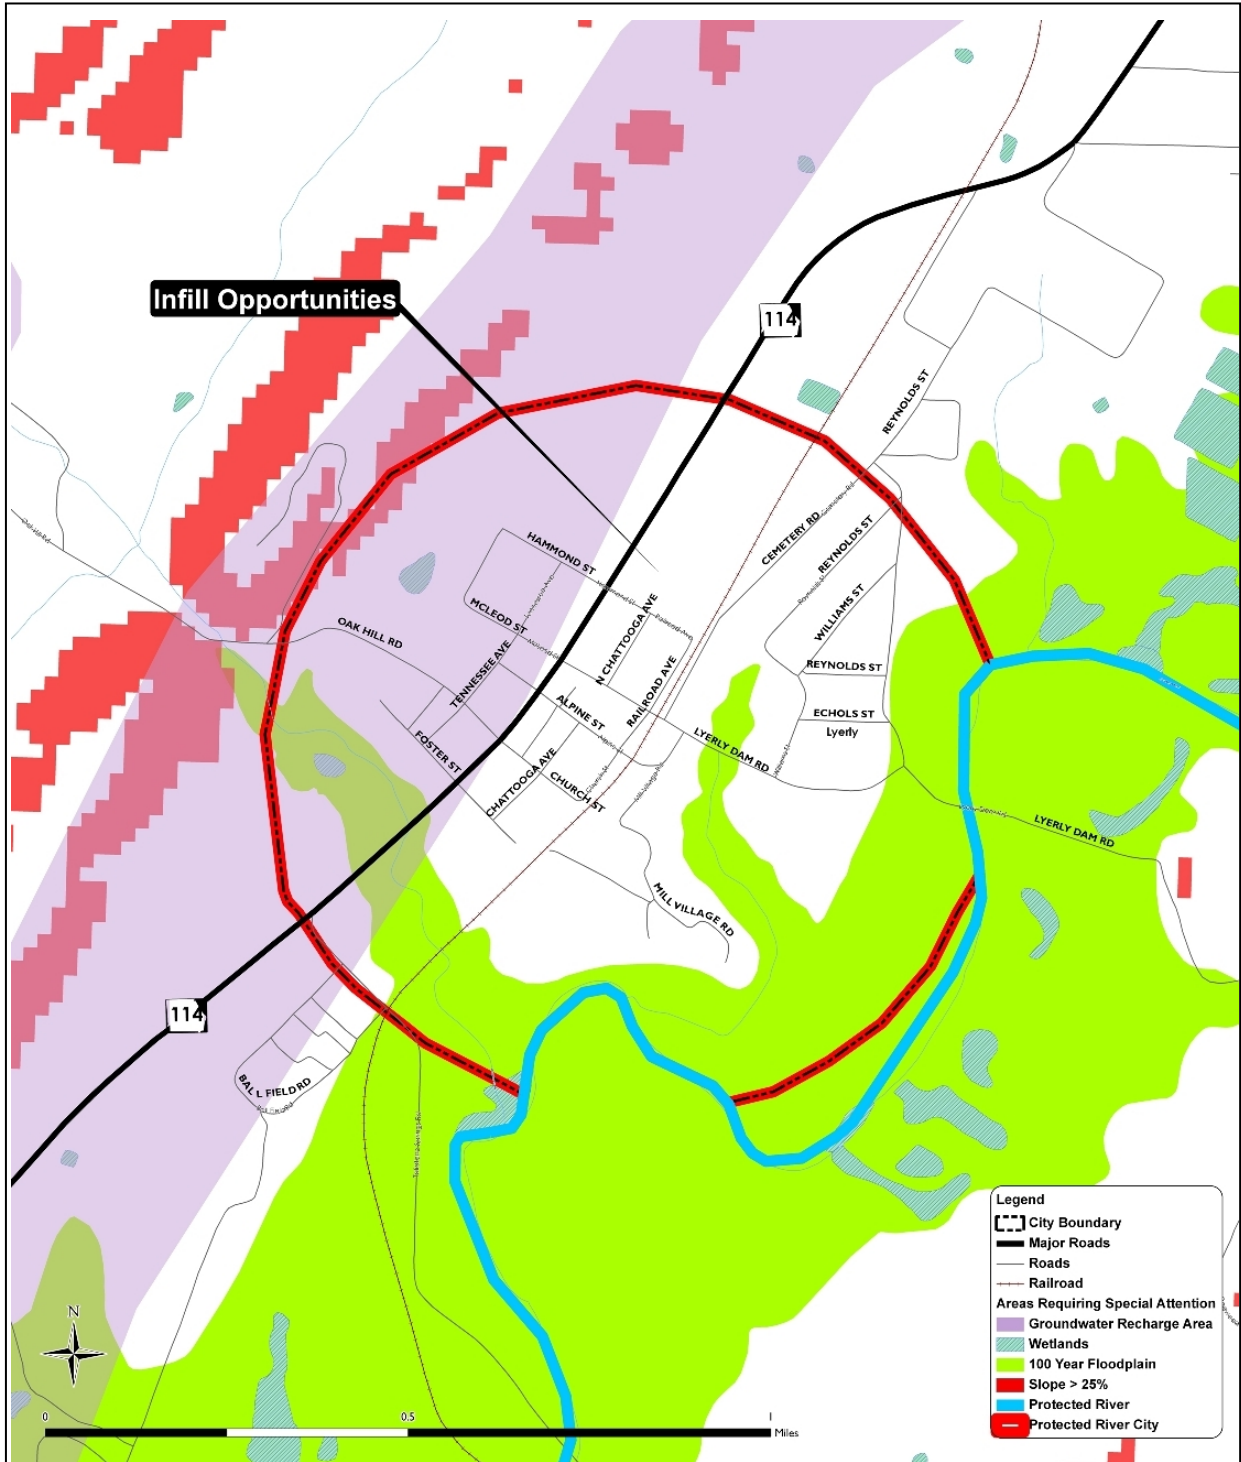 Infill Opportunities
114
REYNOLDS ST
CEMETERY RD
REYNOLDS ST
HAMMOND ST
MCLEOD ST
WILLIAMS ST
OAK HILL RD
N CHATTOOGA AVE
TENNESSEE AVE
RAILROAD AVE
REYNOLDS ST
ALPINE ST
ECHOLS ST
Lyerly
FOSTER ST
LYERLY DAM RD
CHATTOOGA AVE
CHURCH ST
LYERLY DAM RD
MILL VILLAGE RD
114
BALL FIELD RD
N
0
0.5
1
Miles
Legend
City Boundary
Major Roads
Roads
Railroad
Areas Requiring Special Attention
Groundwater Recharge Area
Wetlands
100 Year Floodplain
Slope > 25%
Protected River
Protected River City